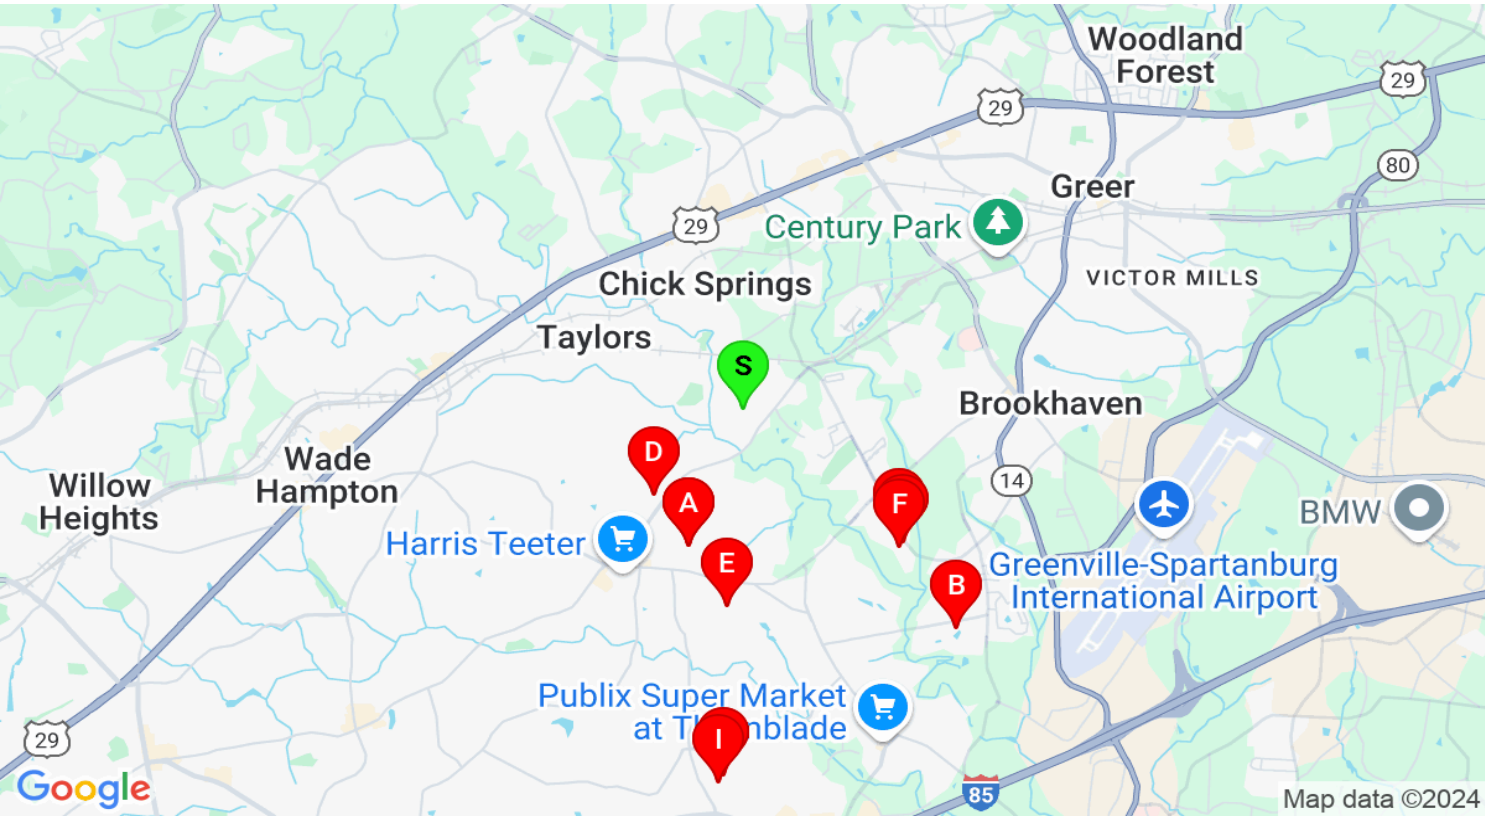 Woodland
Forest
29
29
80
Greer
Century Park
29
Chick Springs
VICTOR MILLS
Taylors
S
Brookhaven
D
Wade
Hampton
Willow
Heights
14
A
F
BMW
Harris Teeter
E
B
Greenville-Spartanburg
International Airport
Publix Super Market
at Th
mblade
I
29
Google
85
Map data ©2024